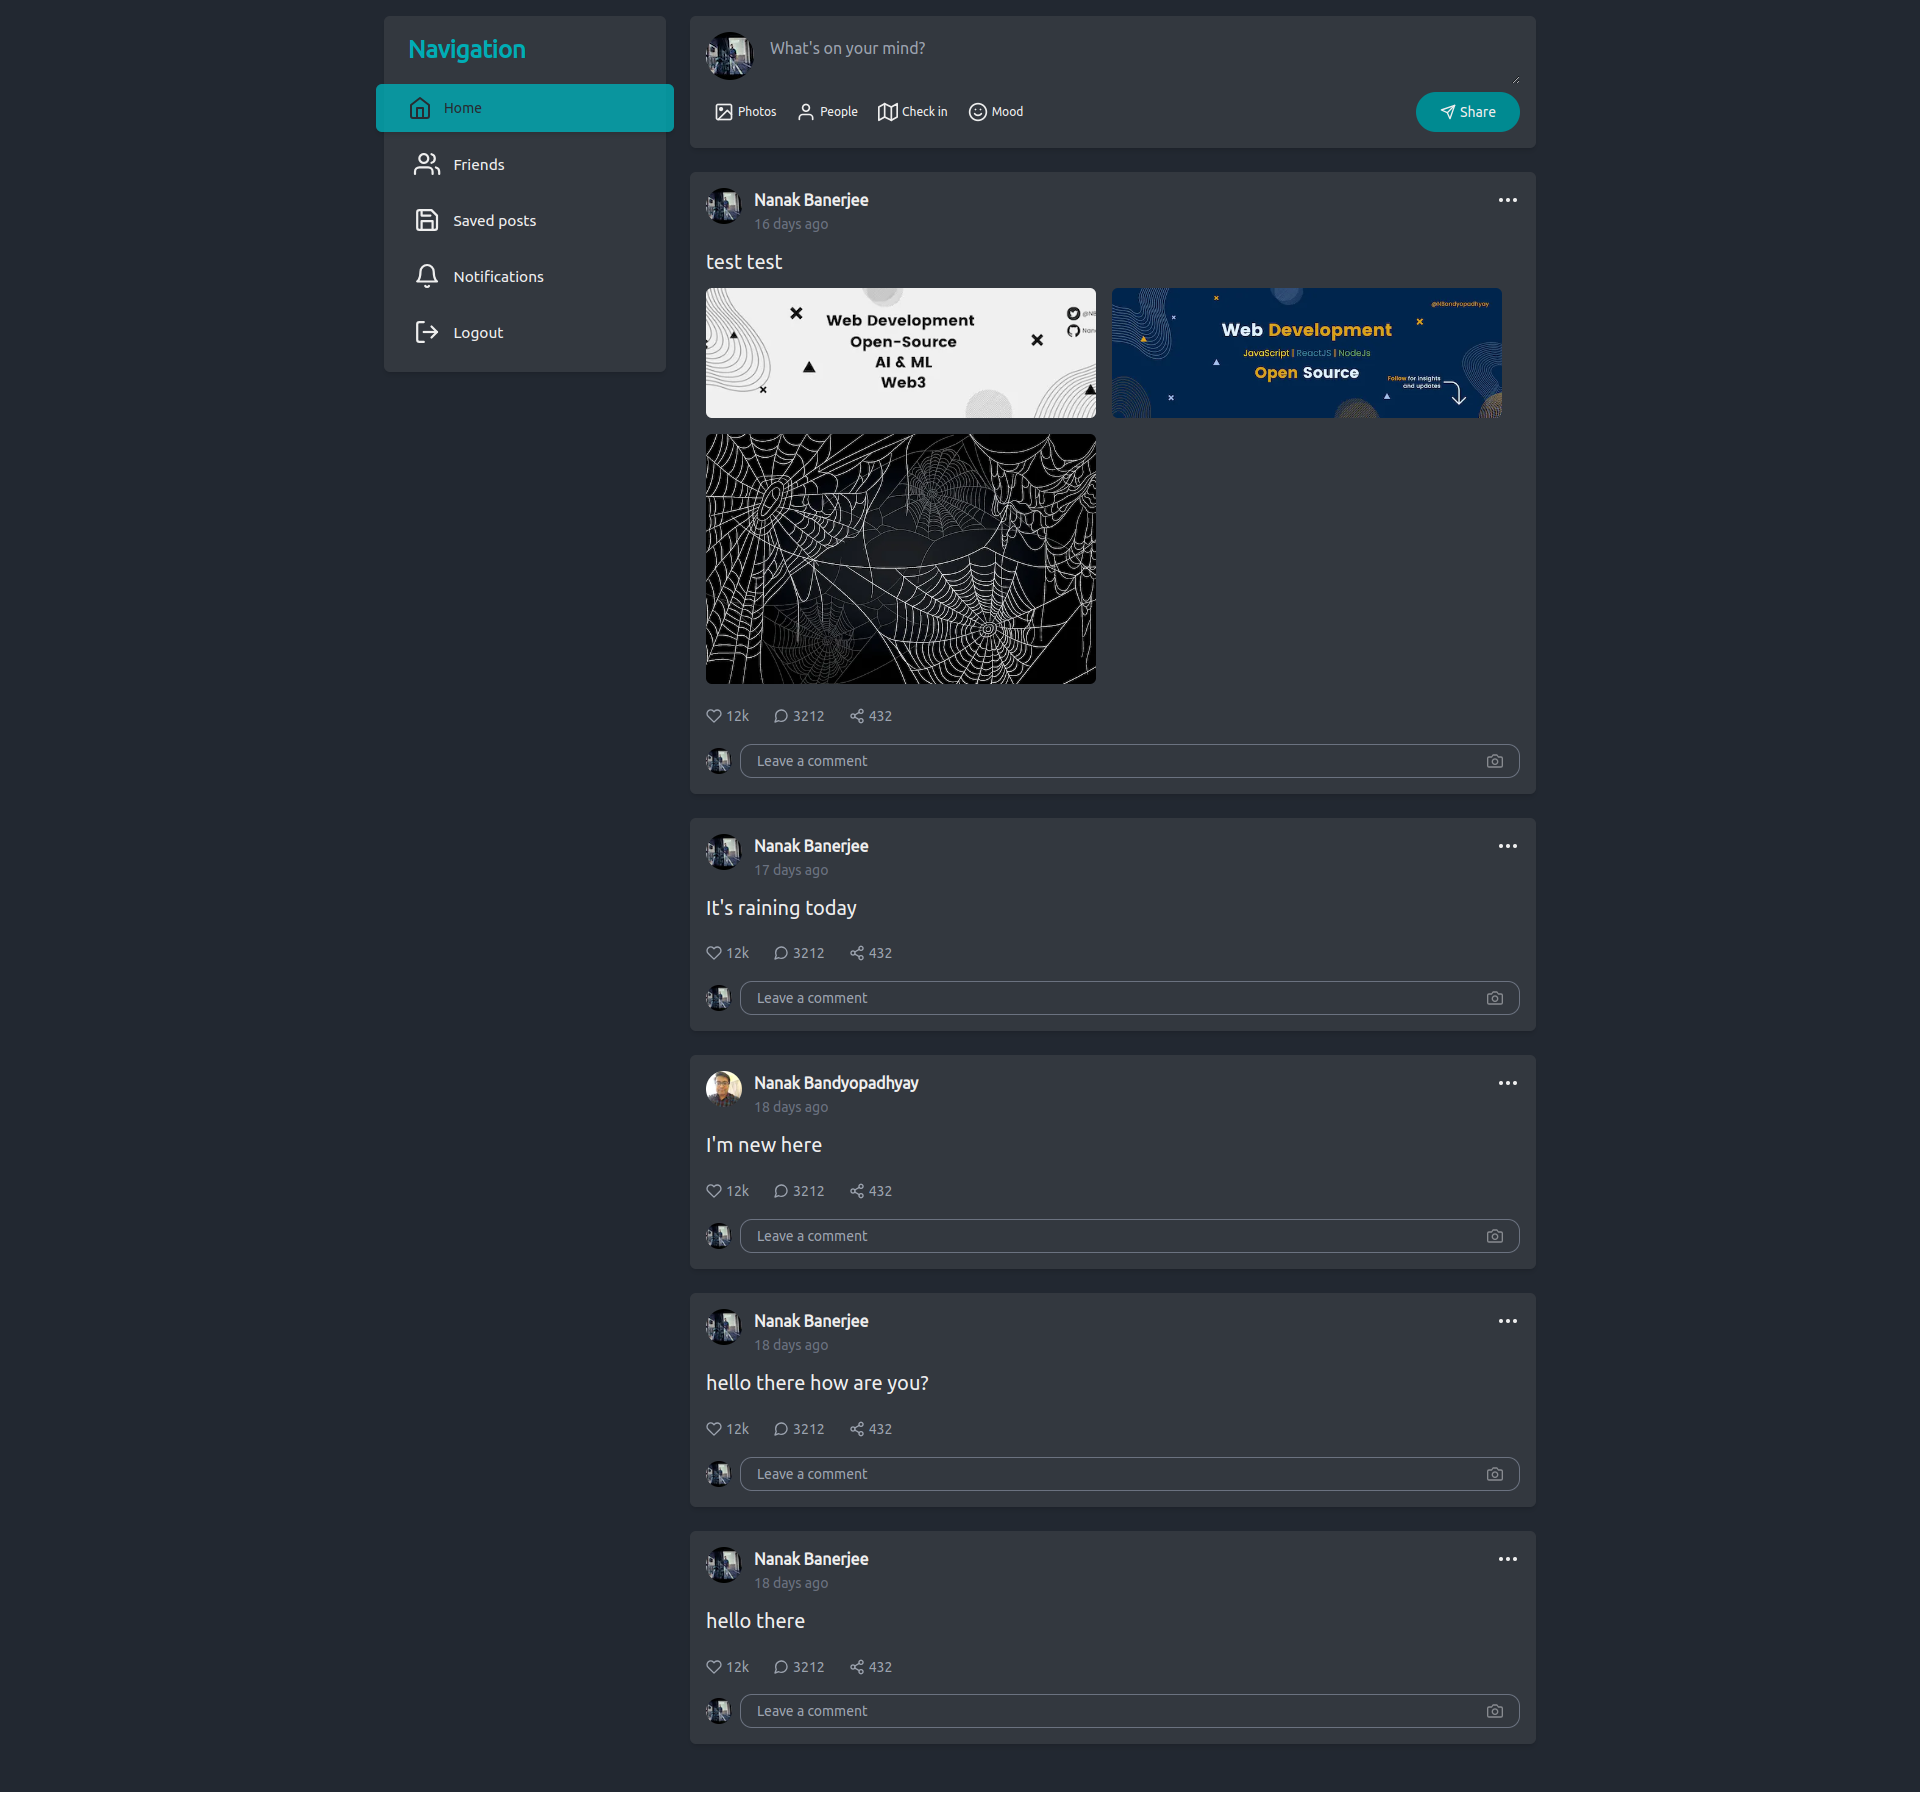 Navigation
Home
Friends
Saved posts
Notifications
Logout
What's on your mind?
Photos
People
Check in
Mood
Share
Nanak Banerjee
16 days ago
test test
Web Development
Open-Source
AI & ML
Web3
@NBandyopadhyay
Web Development
JavaScript | ReactJS | NodeJs
Open Source
Follow for insights
and updates
12k 3212 432
Leave a comment
Nanak Banerjee
17 days ago
It's raining today
12k 3212 432
Leave a comment
Nanak Bandyopadhyay
18 days ago
I'm new here
12k 3212 432
Leave a comment
Nanak Banerjee
18 days ago
hello there how are you?
12k 3212 432
Leave a comment
Nanak Banerjee
18 days ago
hello there
12k 3212 432
Leave a comment